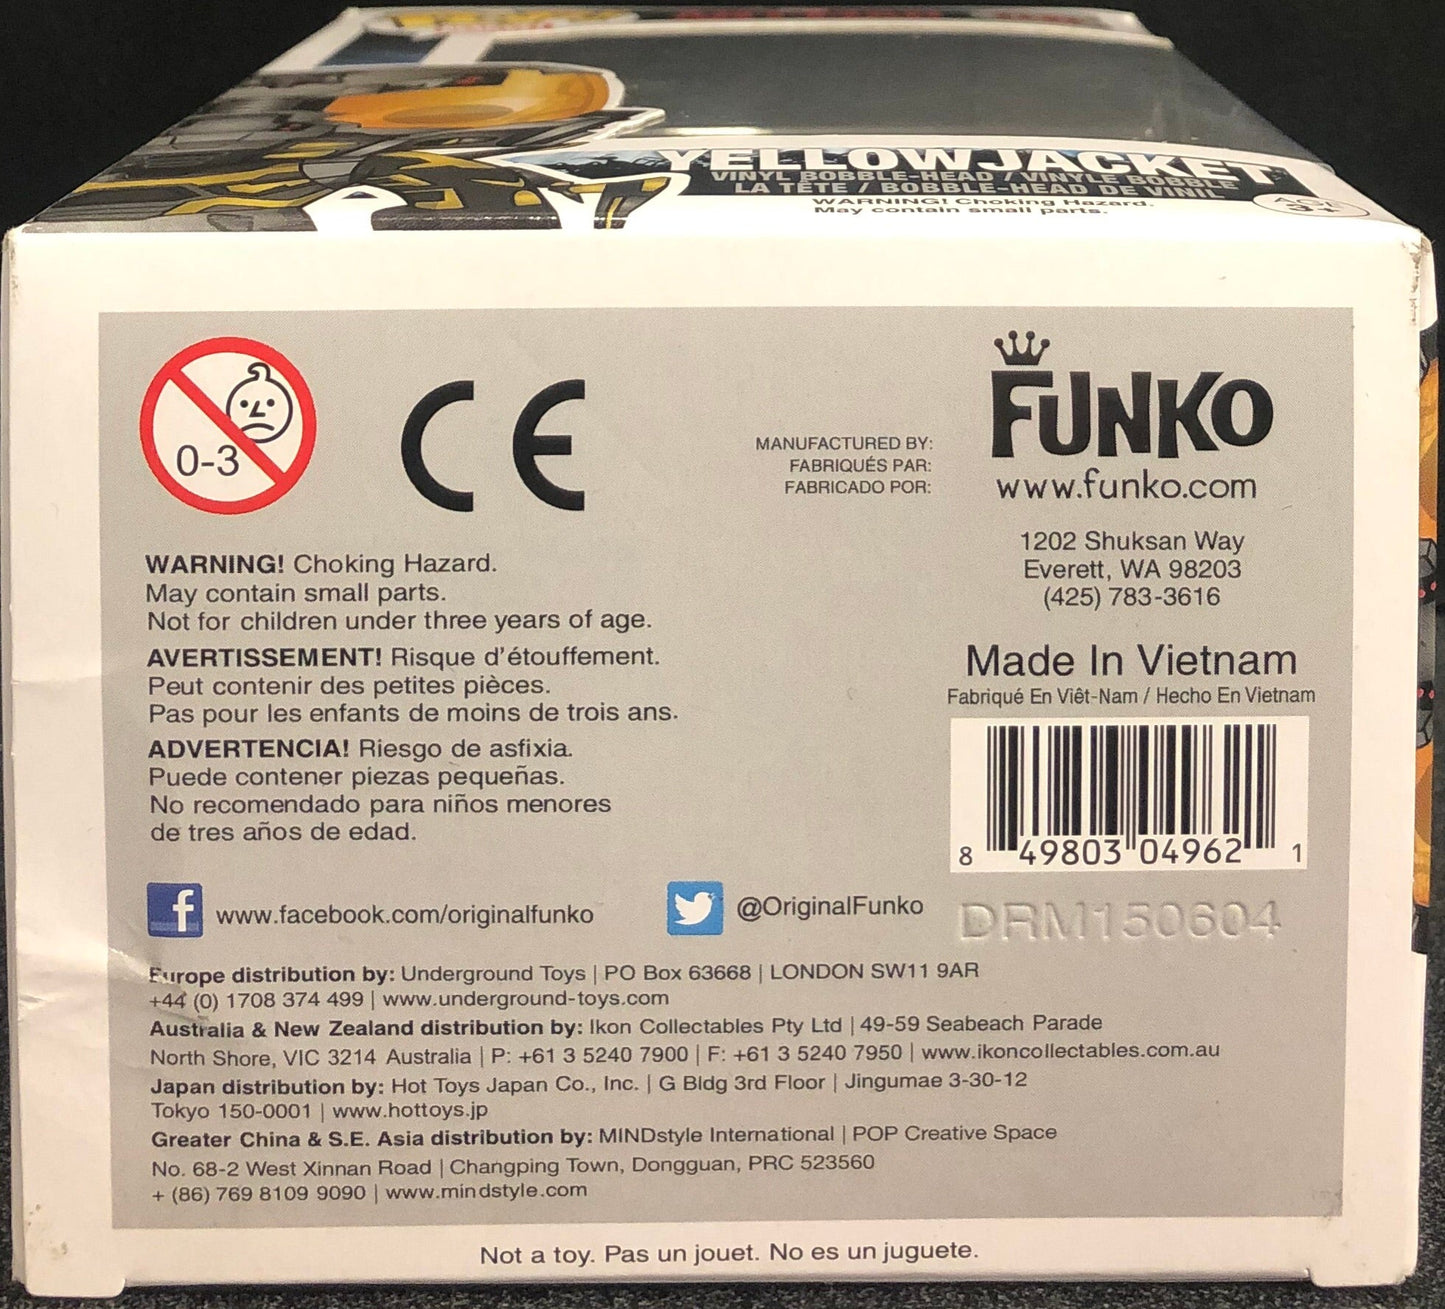 YELLOWJACKET
VINYL BOBBLE-HEAD / VINYLE BOBBLE
LA TÊTE / BOBBLE-HEAD DE VINIL
WARNING! Choking Hazard.
May contain small parts.
AGE
3+
0-3
CE
MANUFACTURED BY:
FABRIQUÉS PAR:
FABRICADO POR:
FUNKO
www.funko.com
1202 Shuksan Way
Everett, WA 98203
(425) 783-3616
Made In Vietnam
Fabriqué En Viêt-Nam / Hecho En Vietnam
8 49803 04962 1
DRM150604
WARNING! Choking Hazard.
May contain small parts.
Not for children under three years of age.
AVERTISSEMENT! Risque d'étouffement.
Peut contenir des petites pièces.
Pas pour les enfants de moins de trois ans.
ADVERTENCIA! Riesgo de asfixia.
Puede contener piezas pequeñas.
No recomendado para niños menores
de tres años de edad.
www.facebook.com/originalfunko
@OriginalFunko
Europe distribution by: Underground Toys | PO Box 63668 | LONDON SW11 9AR
+44 (0) 1708 374 499 | www.underground-toys.com
Australia & New Zealand distribution by: Ikon Collectables Pty Ltd | 49-59 Seabeach Parade
North Shore, VIC 3214 Australia | P: +61 3 5240 7900 | F: +61 3 5240 7950 | www.ikoncollectables.com.au
Japan distribution by: Hot Toys Japan Co., Inc. | G Bldg 3rd Floor | Jingumae 3-30-12
Tokyo 150-0001 | www.hottoys.jp
Greater China & S.E. Asia distribution by: MINDstyle International | POP Creative Space
No. 68-2 West Xinnan Road | Changping Town, Dongguan, PRC 523560
+ (86) 769 8109 9090 | www.mindstyle.com
Not a toy. Pas un jouet. No es un juguete.